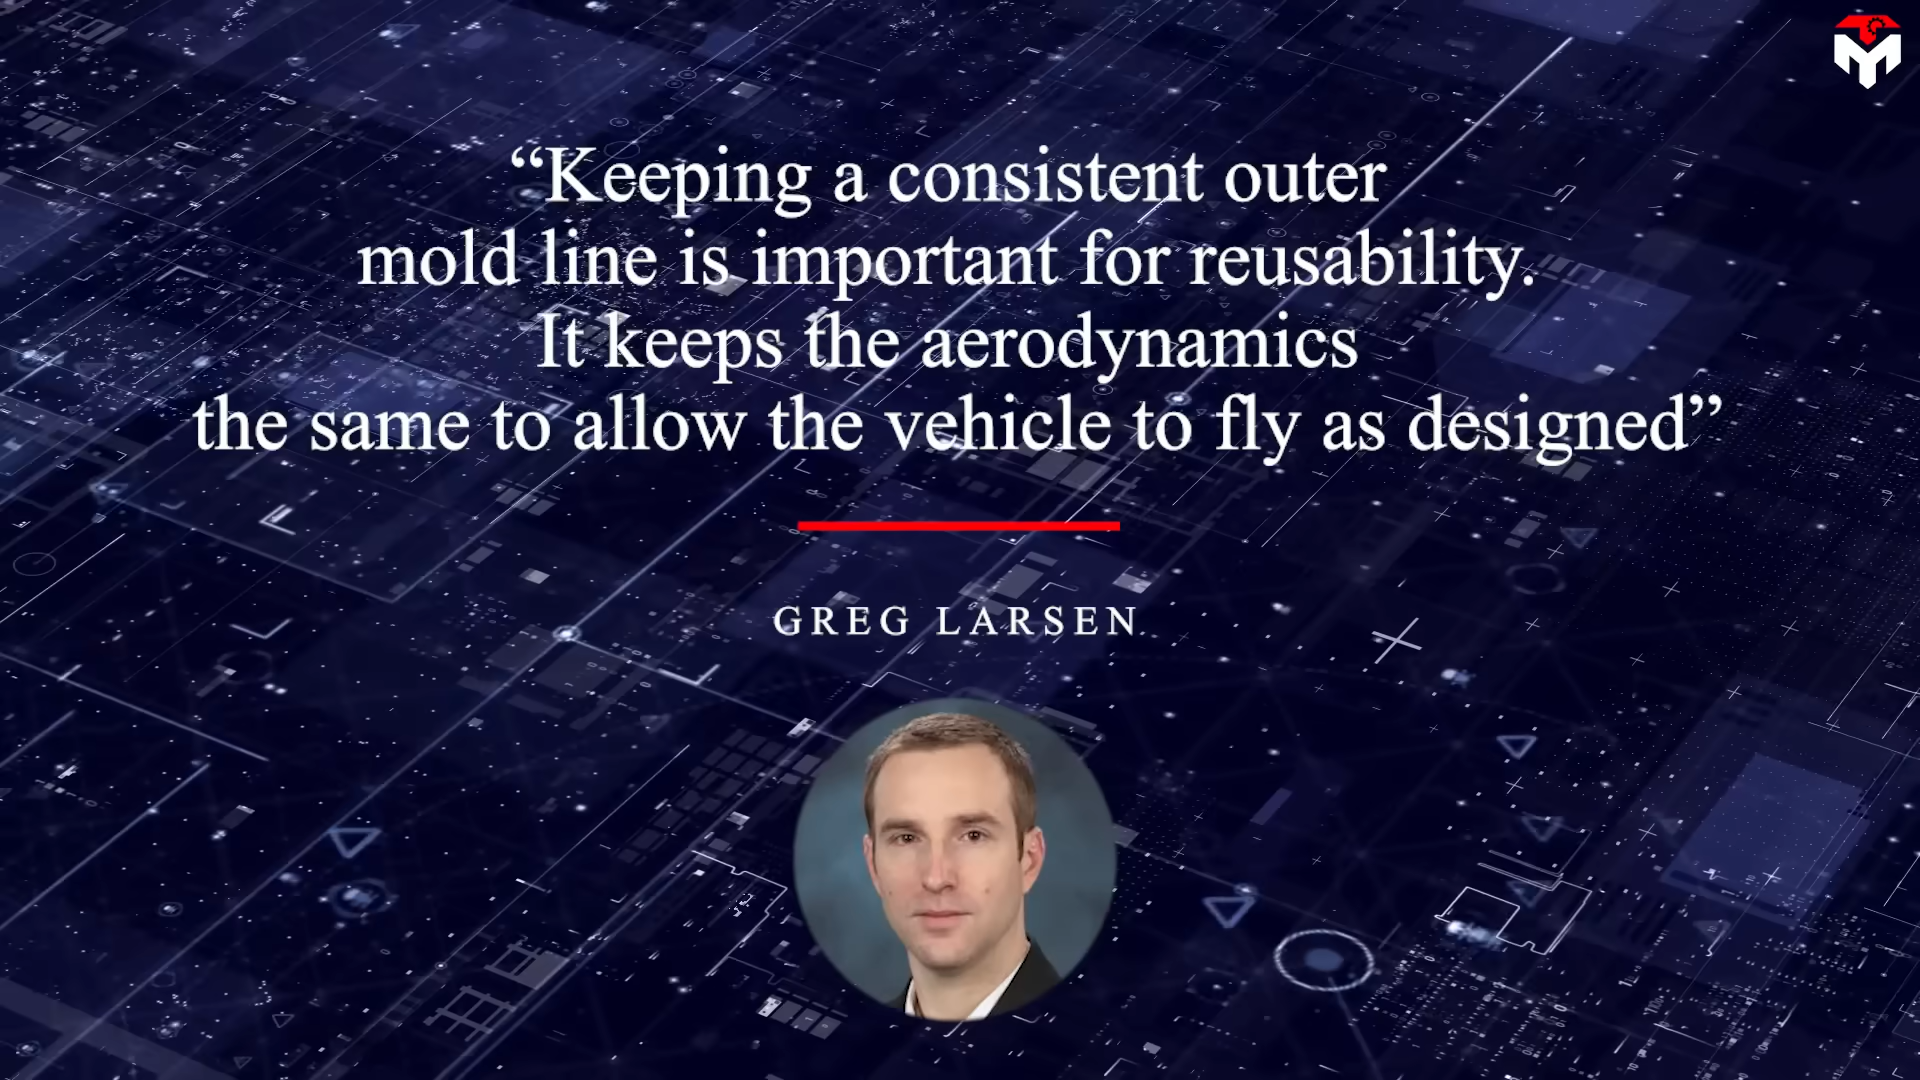 “Keeping a consistent outer
mold line is important for reusability.
It keeps the aerodynamics
the same to allow the vehicle to fly as designed”
GREG LARSEN